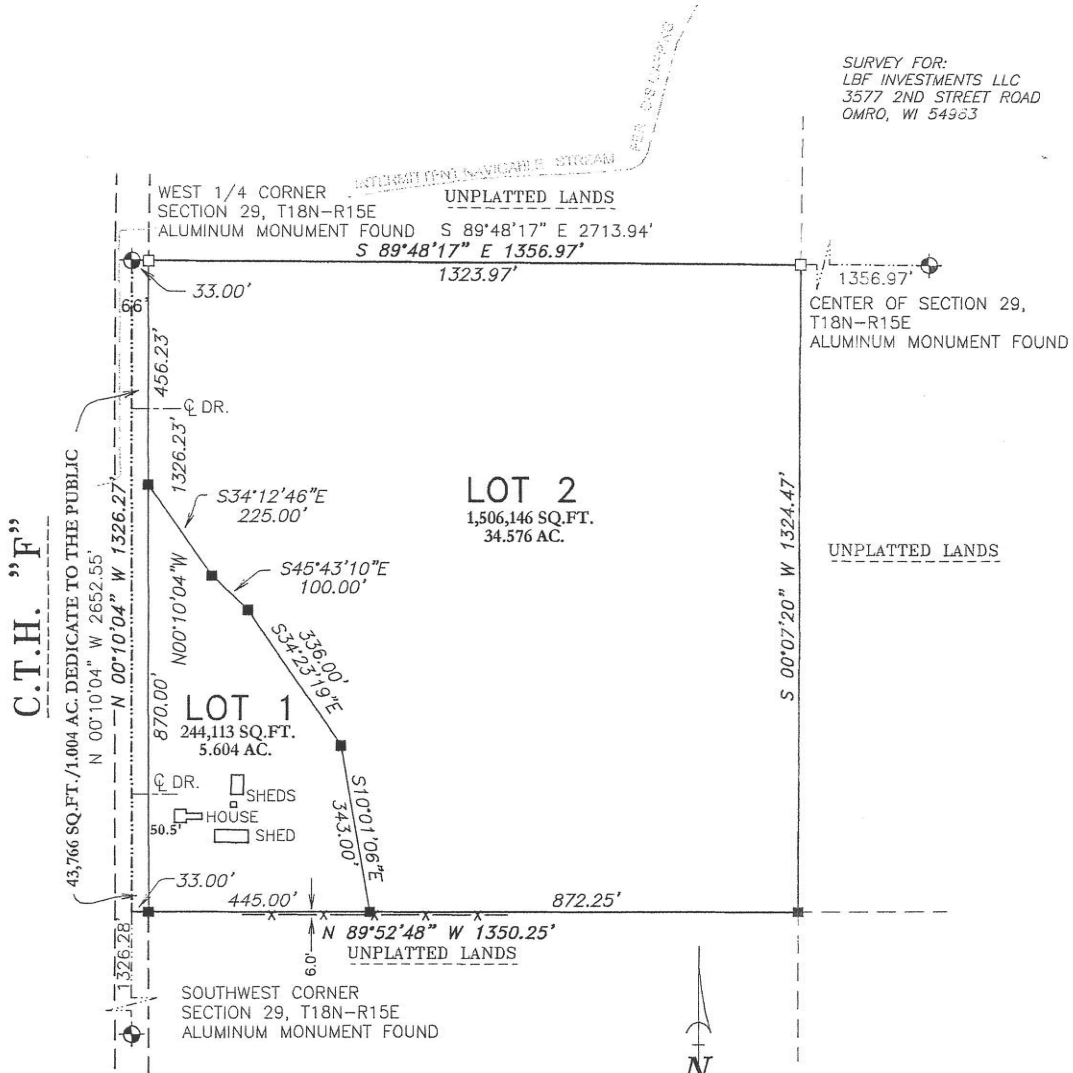 SURVEY FOR:
LBF INVESTMENTS LLC
3577 2ND STREET ROAD
OMRO, WI 54963
PER
MAPPING
INTERMITTENT NAVIGABLE STREAM
UNPLATTED LANDS
WEST 1/4 CORNER
SECTION 29, T18N-R15E
ALUMINUM MONUMENT FOUND
S 89°48'17" E 2713.94'
S 89°48'17" E 1356.97'
1323.97'
33.00'
66'
1356.97'
CENTER OF SECTION 29,
T18N-R15E
ALUMINUM MONUMENT FOUND
456.23'
1326.23'
℄ DR.
C.T.H. "F"
43,766 SQ.FT./1.004 AC. DEDICATE TO THE PUBLIC
N 00°10'04" W 2652.55'
N 00°10'04" W 1326.27'
S34°12'46"E
225.00'
S45°43'10"E
100.00'
336.00'
S34°23'19"E
N00°10'04"W
870.00'
LOT 2
1,506,146 SQ.FT.
34.576 AC.
UNPLATTED LANDS
S 00°07'20" W 1324.47'
LOT 1
244,113 SQ.FT.
5.604 AC.
℄ DR.
SHEDS
HOUSE
SHED
50.5'
S10°01'06"E
343.00'
33.00'
445.00'
872.25'
N 89°52'48" W 1350.25'
UNPLATTED LANDS
6.0'
1326.28
SOUTHWEST CORNER
SECTION 29, T18N-R15E
ALUMINUM MONUMENT FOUND
N